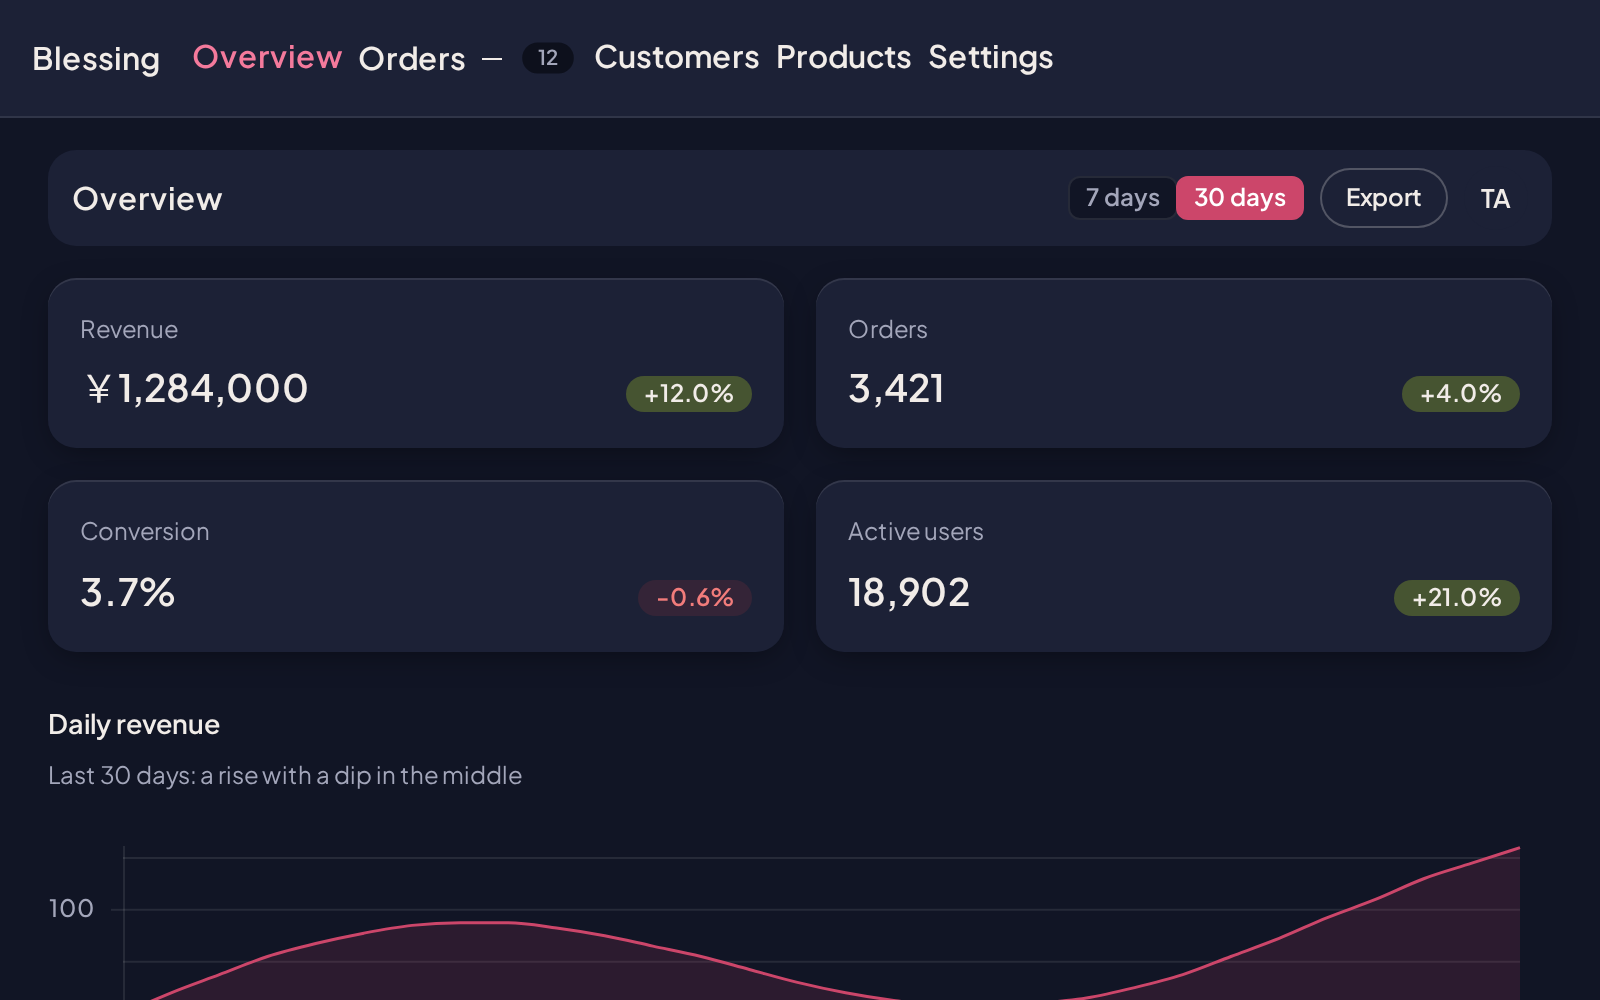 Blessing Overview Orders — 12 Customers Products Settings
Overview 7 days 30 days Export TA
Revenue
¥1,284,000 +12.0%
Orders
3,421 +4.0%
Conversion
3.7% -0.6%
Active users
18,902 +21.0%
Daily revenue
Last 30 days: a rise with a dip in the middle
100